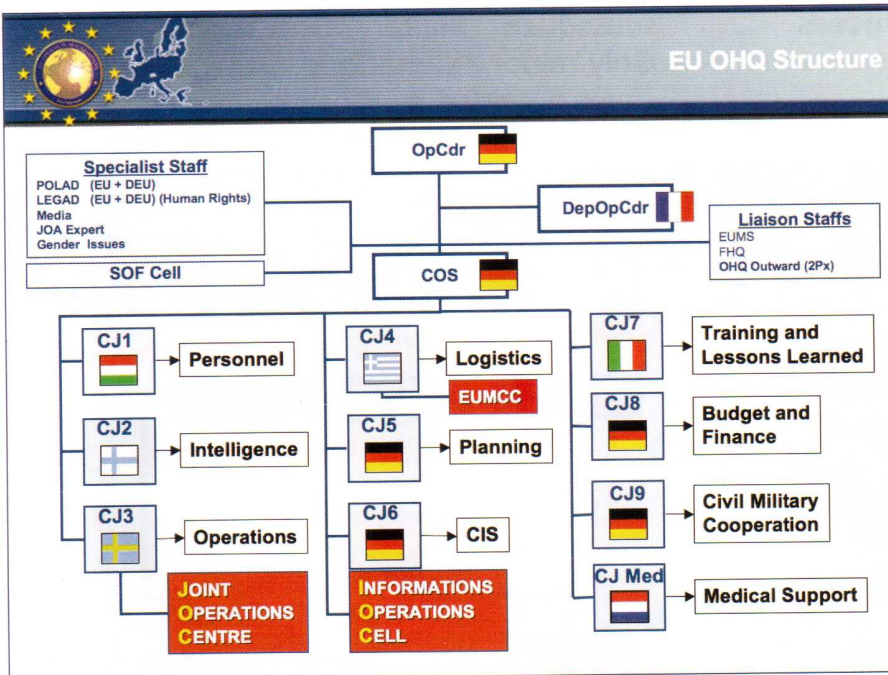 EU OHQ Structure
OpCdr
Specialist Staff
POLAD (EU + DEU)
LEGAD (EU + DEU) (Human Rights)
Media
JOA Expert
Gender Issues
DepOpCdr
Liaison Staffs
EUMS
FHQ
OHQ Outward (2Px)
SOF Cell
COS
CJ1
Personnel
CJ2
Intelligence
CJ3
Operations
JOINT
OPERATIONS
CENTRE
CJ4
Logistics
EUMCC
CJ5
Planning
CJ6
CIS
INFORMATIONS
OPERATIONS
CELL
CJ7
Training and
Lessons Learned
CJ8
Budget and
Finance
CJ9
Civil Military
Cooperation
CJ Med
Medical Support